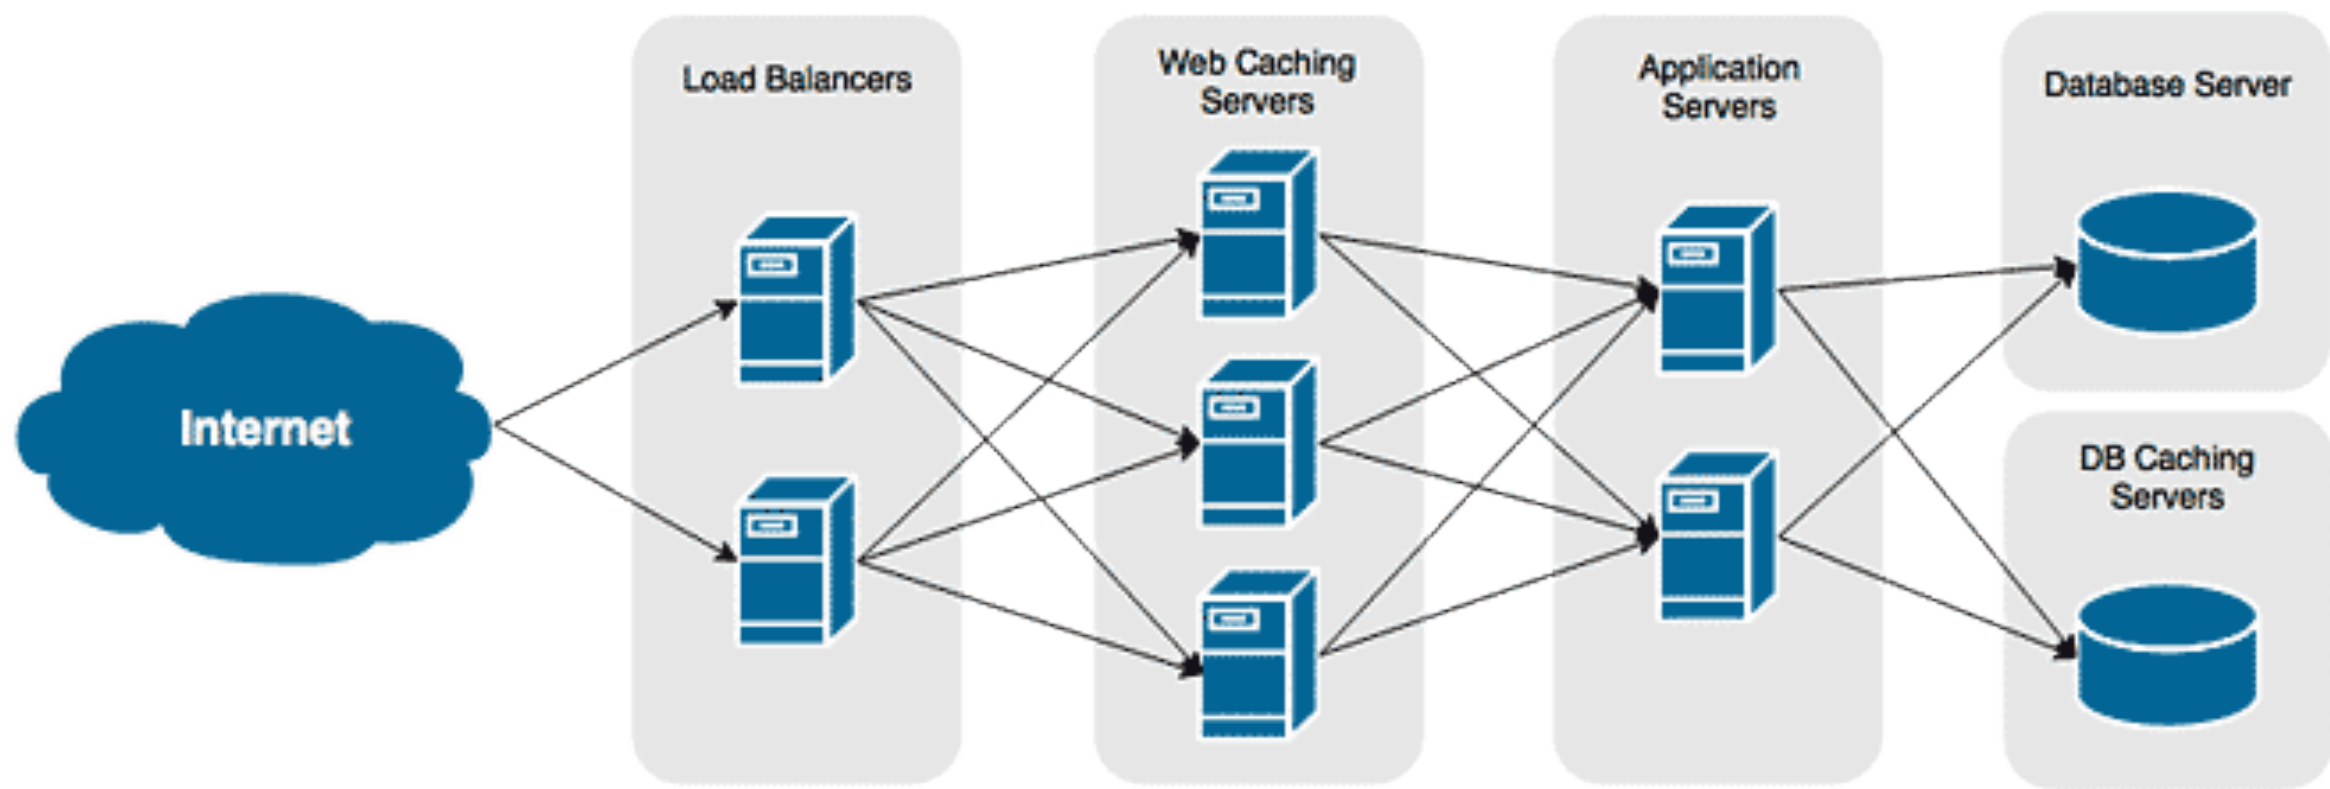 Load Balancers
Web Caching
Servers
Application
Servers
Database Server
Internet
DB Caching
Servers